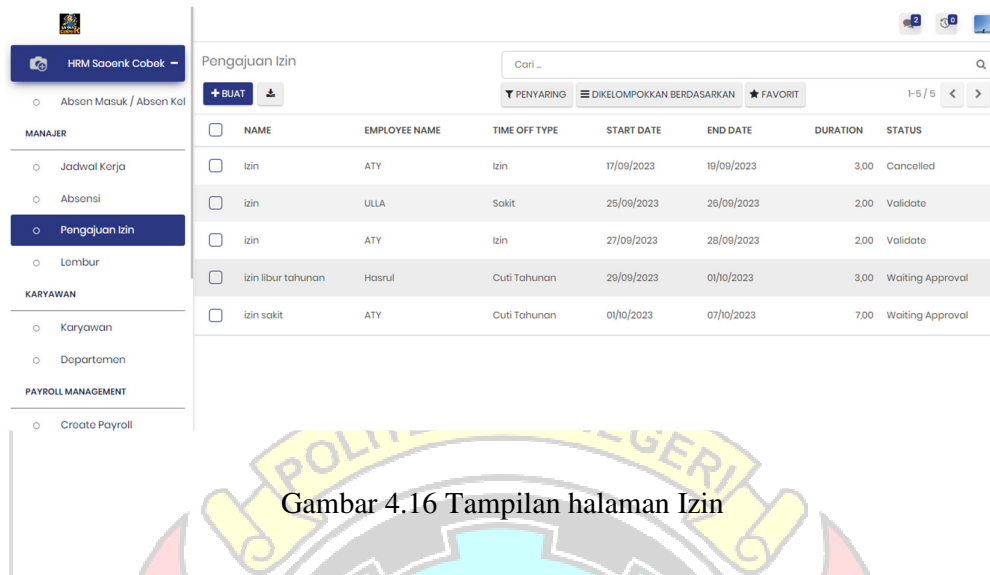 2
0
HRM Saoenk Cobek
Absen Masuk / Absen Kel
MANAJER
Jadwal Kerja
Absensi
Pengajuan Izin
Lembur
KARYAWAN
Karyawan
Departemen
PAYROLL MANAGEMENT
Create Payroll
Pengajuan Izin
Cari ...
+ BUAT
PENYARING
DIKELOMPOKKAN BERDASARKAN
FAVORIT
1-5 / 5
NAME EMPLOYEE NAME TIME OFF TYPE START DATE END DATE DURATION STATUS
Izin ATY Izin 17/09/2023 19/09/2023 3,00 Cancelled
izin ULLA Sakit 25/09/2023 26/09/2023 2,00 Validate
izin ATY Izin 27/09/2023 28/09/2023 2,00 Validate
izin libur tahunan Hasrul Cuti Tahunan 29/09/2023 01/10/2023 3,00 Waiting Approval
izin sakit ATY Cuti Tahunan 01/10/2023 07/10/2023 7,00 Waiting Approval
Gambar 4.16 Tampilan halaman Izin